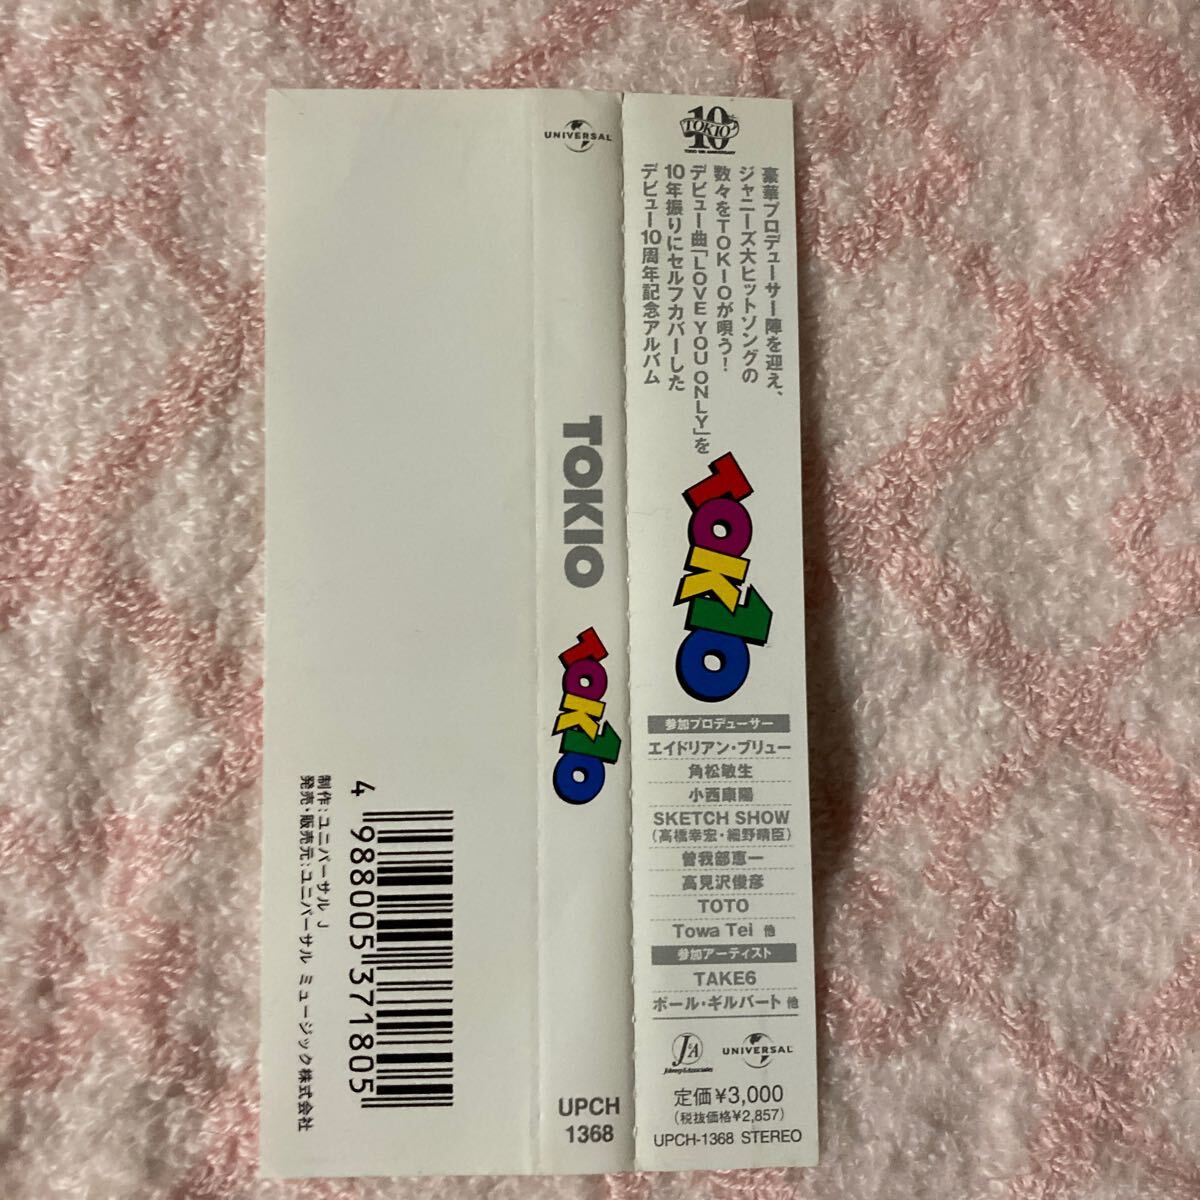 10
TOKIO
TOKIO 10th ANNIVERSARY
豪華プロデューサー陣を迎え、
ジャニーズ大ヒットソングの
数々をTOKIOが唄う!
デビュー曲「LOVE YOU ONLY」を
10年振りにセルフカバーした
デビュー10周年記念アルバム
TOK10
参加プロデューサー
エイドリアン・ブリュー
角松敏生
小西康陽
SKETCH SHOW
(高橋幸宏・細野晴臣)
曽我部恵一
高見沢俊彦
TOTO
Towa Tei 他
参加アーティスト
TAKE6
ポール・ギルバート 他
J&A
Johnny&Associates
UNIVERSAL
定価¥3,000
(税抜価格¥2,857)
UPCH-1368 STEREO
UNIVERSAL
TOKIO
TOK10
UPCH
1368
4 988005 371805
制作:ユニバーサル J
発売・販売元:ユニバーサル ミュージック株式会社